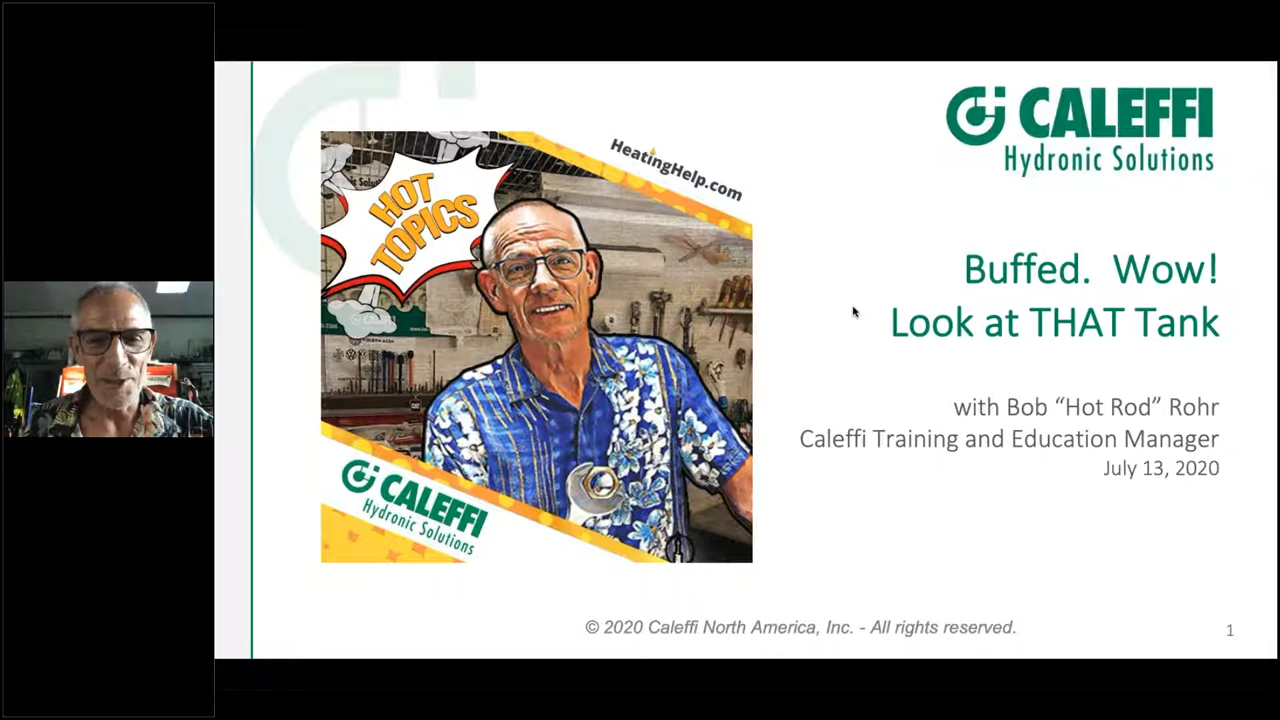 HeatingHelp.com
HOT
TOPICS
CALEFFI
Hydronic Solutions
CALEFFI
Hydronic Solutions
Buffed. Wow!
Look at THAT Tank
with Bob “Hot Rod” Rohr
Caleffi Training and Education Manager
July 13, 2020
© 2020 Caleffi North America, Inc. - All rights reserved.
1